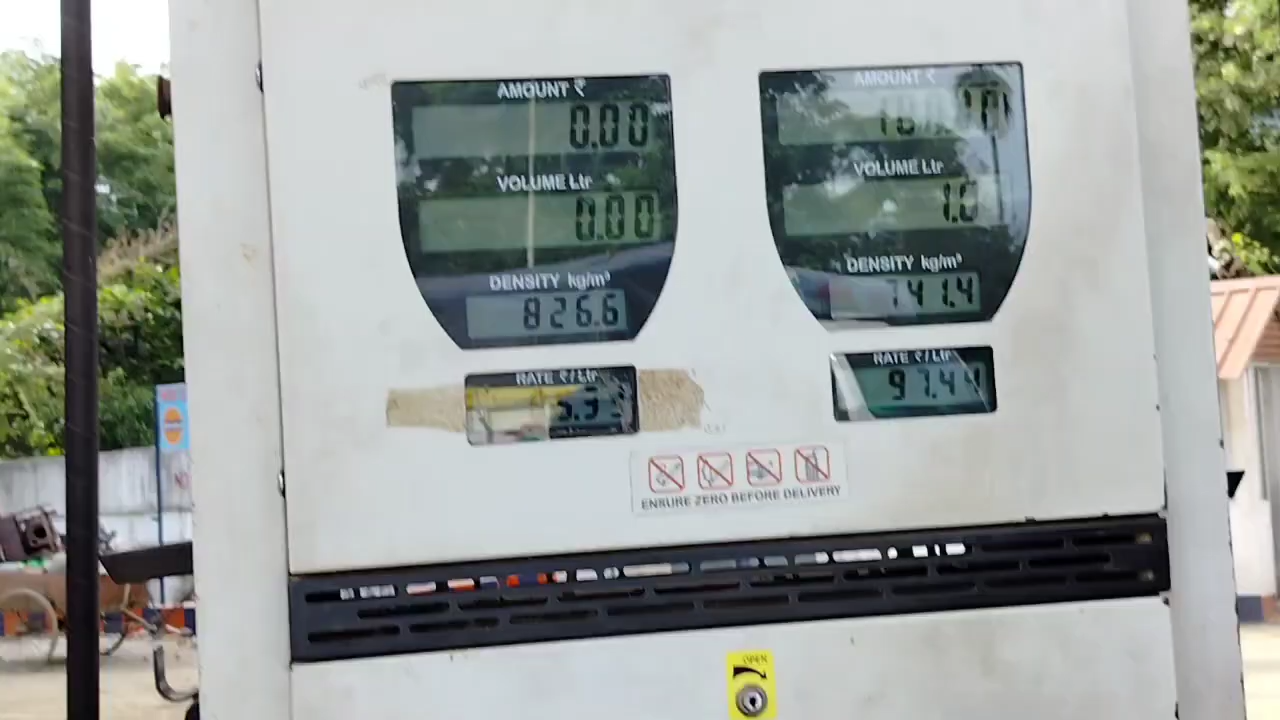 AMOUNT ₹
0.00
VOLUME Ltr
0.00
DENSITY kg/m³
826.6
RATE ₹/Ltr
AMOUNT ₹
VOLUME Ltr
DENSITY kg/m³
741.4
RATE ₹/Ltr
97.44
ENSURE ZERO BEFORE DELIVERY
OPEN